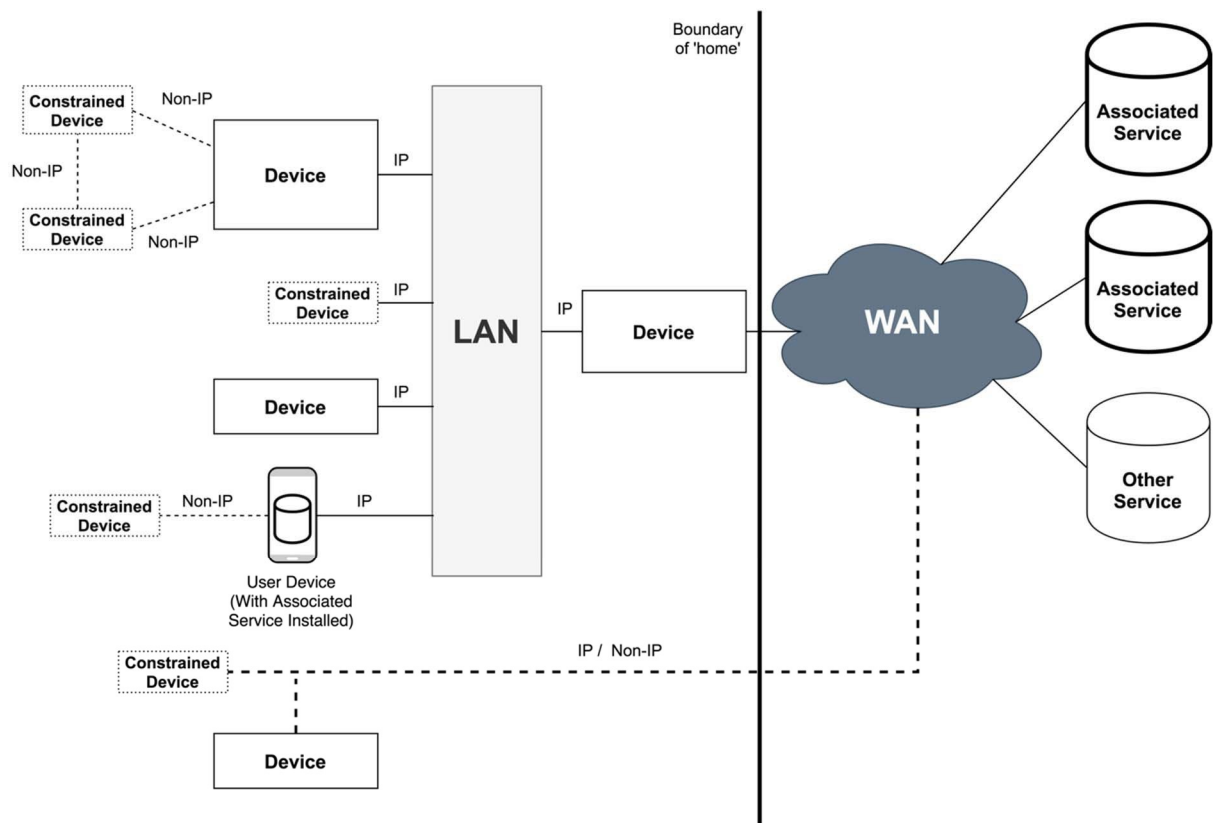 Boundary
of 'home'
Constrained
Device
Non-IP
Non-IP
Constrained
Device
Non-IP
Device
IP
Constrained
Device
IP
Device
IP
Constrained
Device
Non-IP
IP
User Device
(With Associated
Service Installed)
LAN
IP
Device
WAN
Associated
Service
Associated
Service
Other
Service
Constrained
Device
IP / Non-IP
Device